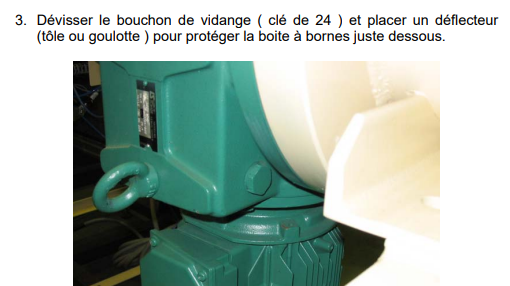 3. Dévisser le bouchon de vidange ( clé de 24 ) et placer un déflecteur
(tôle ou goulotte ) pour protéger la boite à bornes juste dessous.